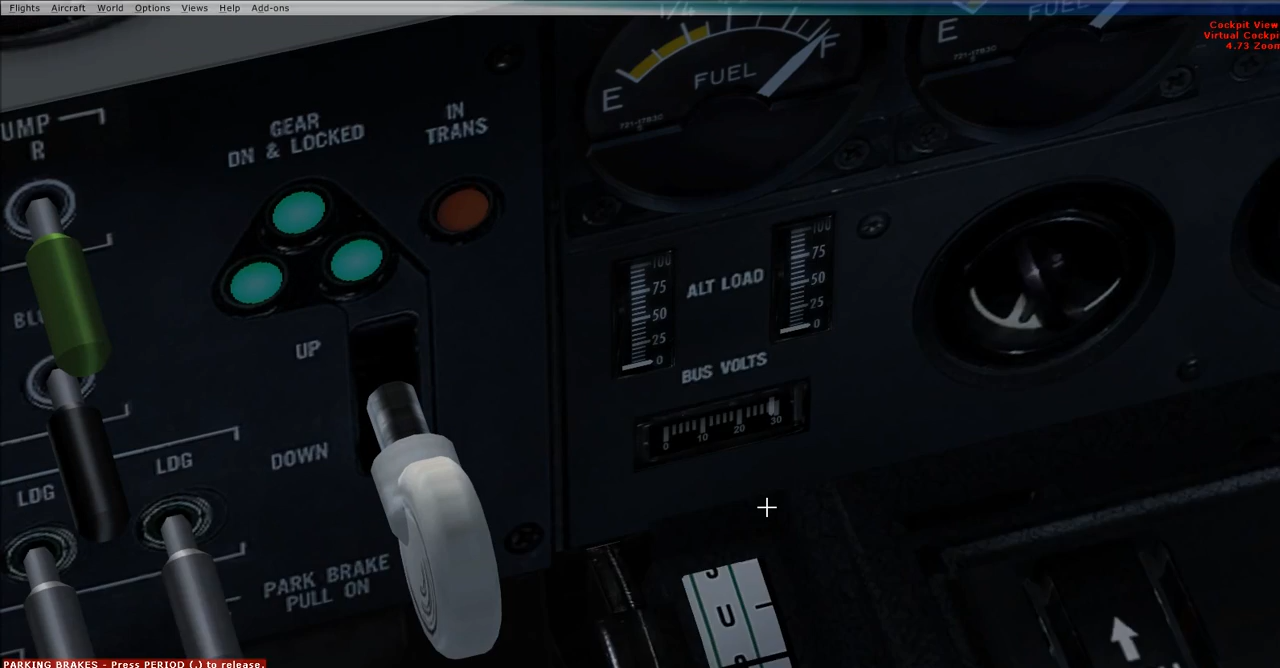 Flights Aircraft World Options Views Help Add-ons
Cockpit View
Virtual Cockpi
4.73 Zoom
E FUEL F
E FUEL
UMP
R
GEAR
DN & LOCKED
IN
TRANS
100
75
50
25
0
ALT LOAD
100
75
50
25
0
BUS VOLTS
0 10 20 30
UP
DOWN
LDG
LDG
PARK BRAKE
PULL ON
U
PARKING BRAKES - Press PERIOD (.) to release.